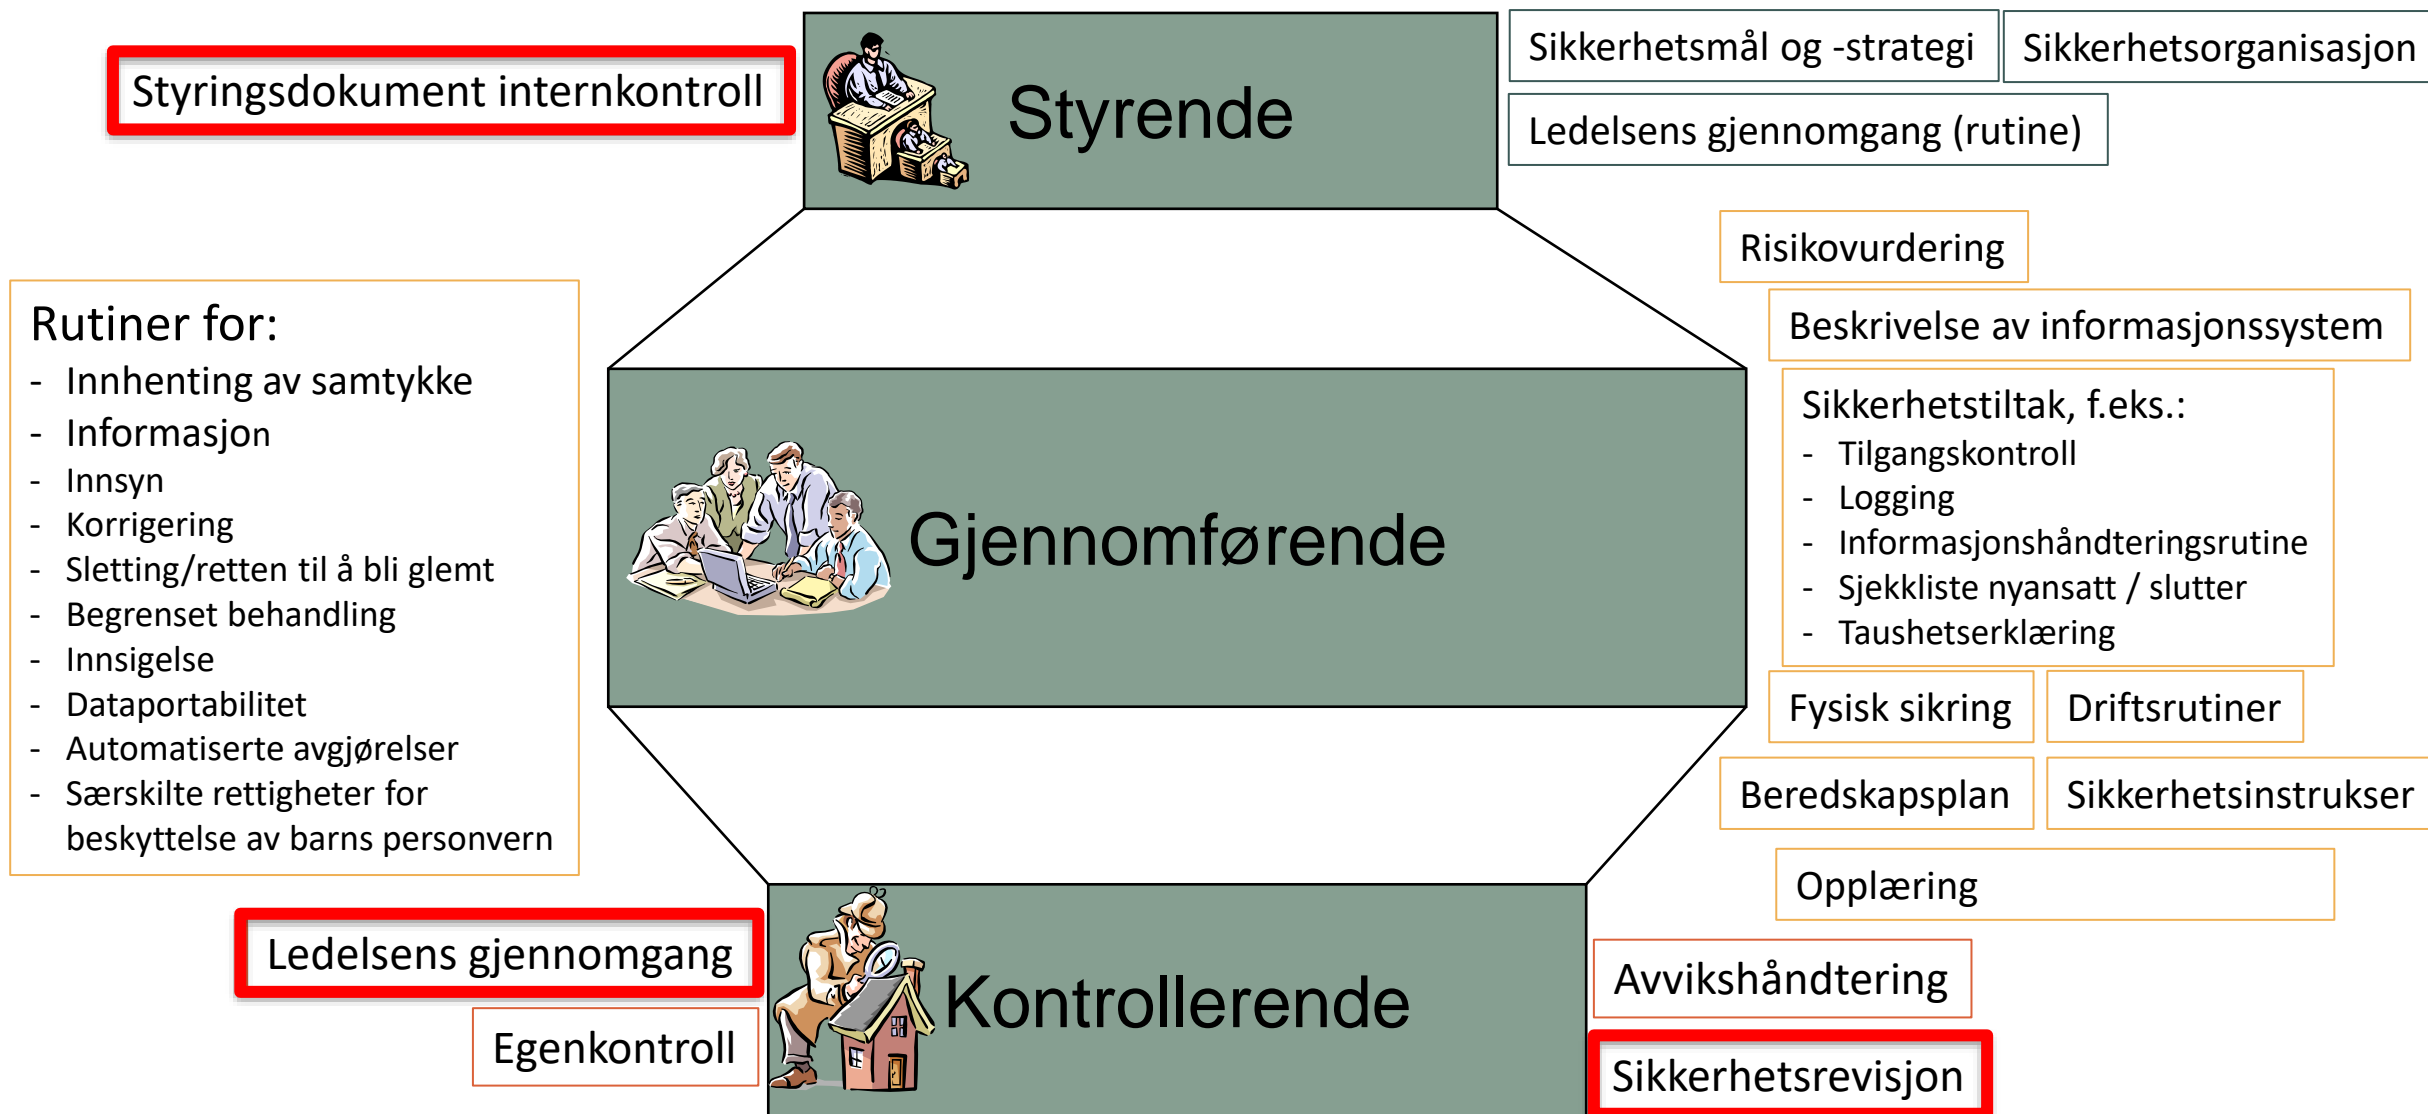 Styringsdokument internkontroll
Styrende
Sikkerhetsmål og -strategi
Sikkerhetsorganisasjon
Ledelsens gjennomgang (rutine)
Rutiner for:
- Innhenting av samtykke
- Informasjon
- Innsyn
- Korrigering
- Sletting/retten til å bli glemt
- Begrenset behandling
- Innsigelse
- Dataportabilitet
- Automatiserte avgjørelser
- Særskilte rettigheter for
beskyttelse av barns personvern
Gjennomførende
Risikovurdering
Beskrivelse av informasjonssystem
Sikkerhetstiltak, f.eks.:
- Tilgangskontroll
- Logging
- Informasjonshåndteringsrutine
- Sjekkliste nyansatt / slutter
- Taushetserklæring
Fysisk sikring
Driftsrutiner
Beredskapsplan
Sikkerhetsinstrukser
Opplæring
Ledelsens gjennomgang
Egenkontroll
Kontrollerende
Avvikshåndtering
Sikkerhetsrevisjon